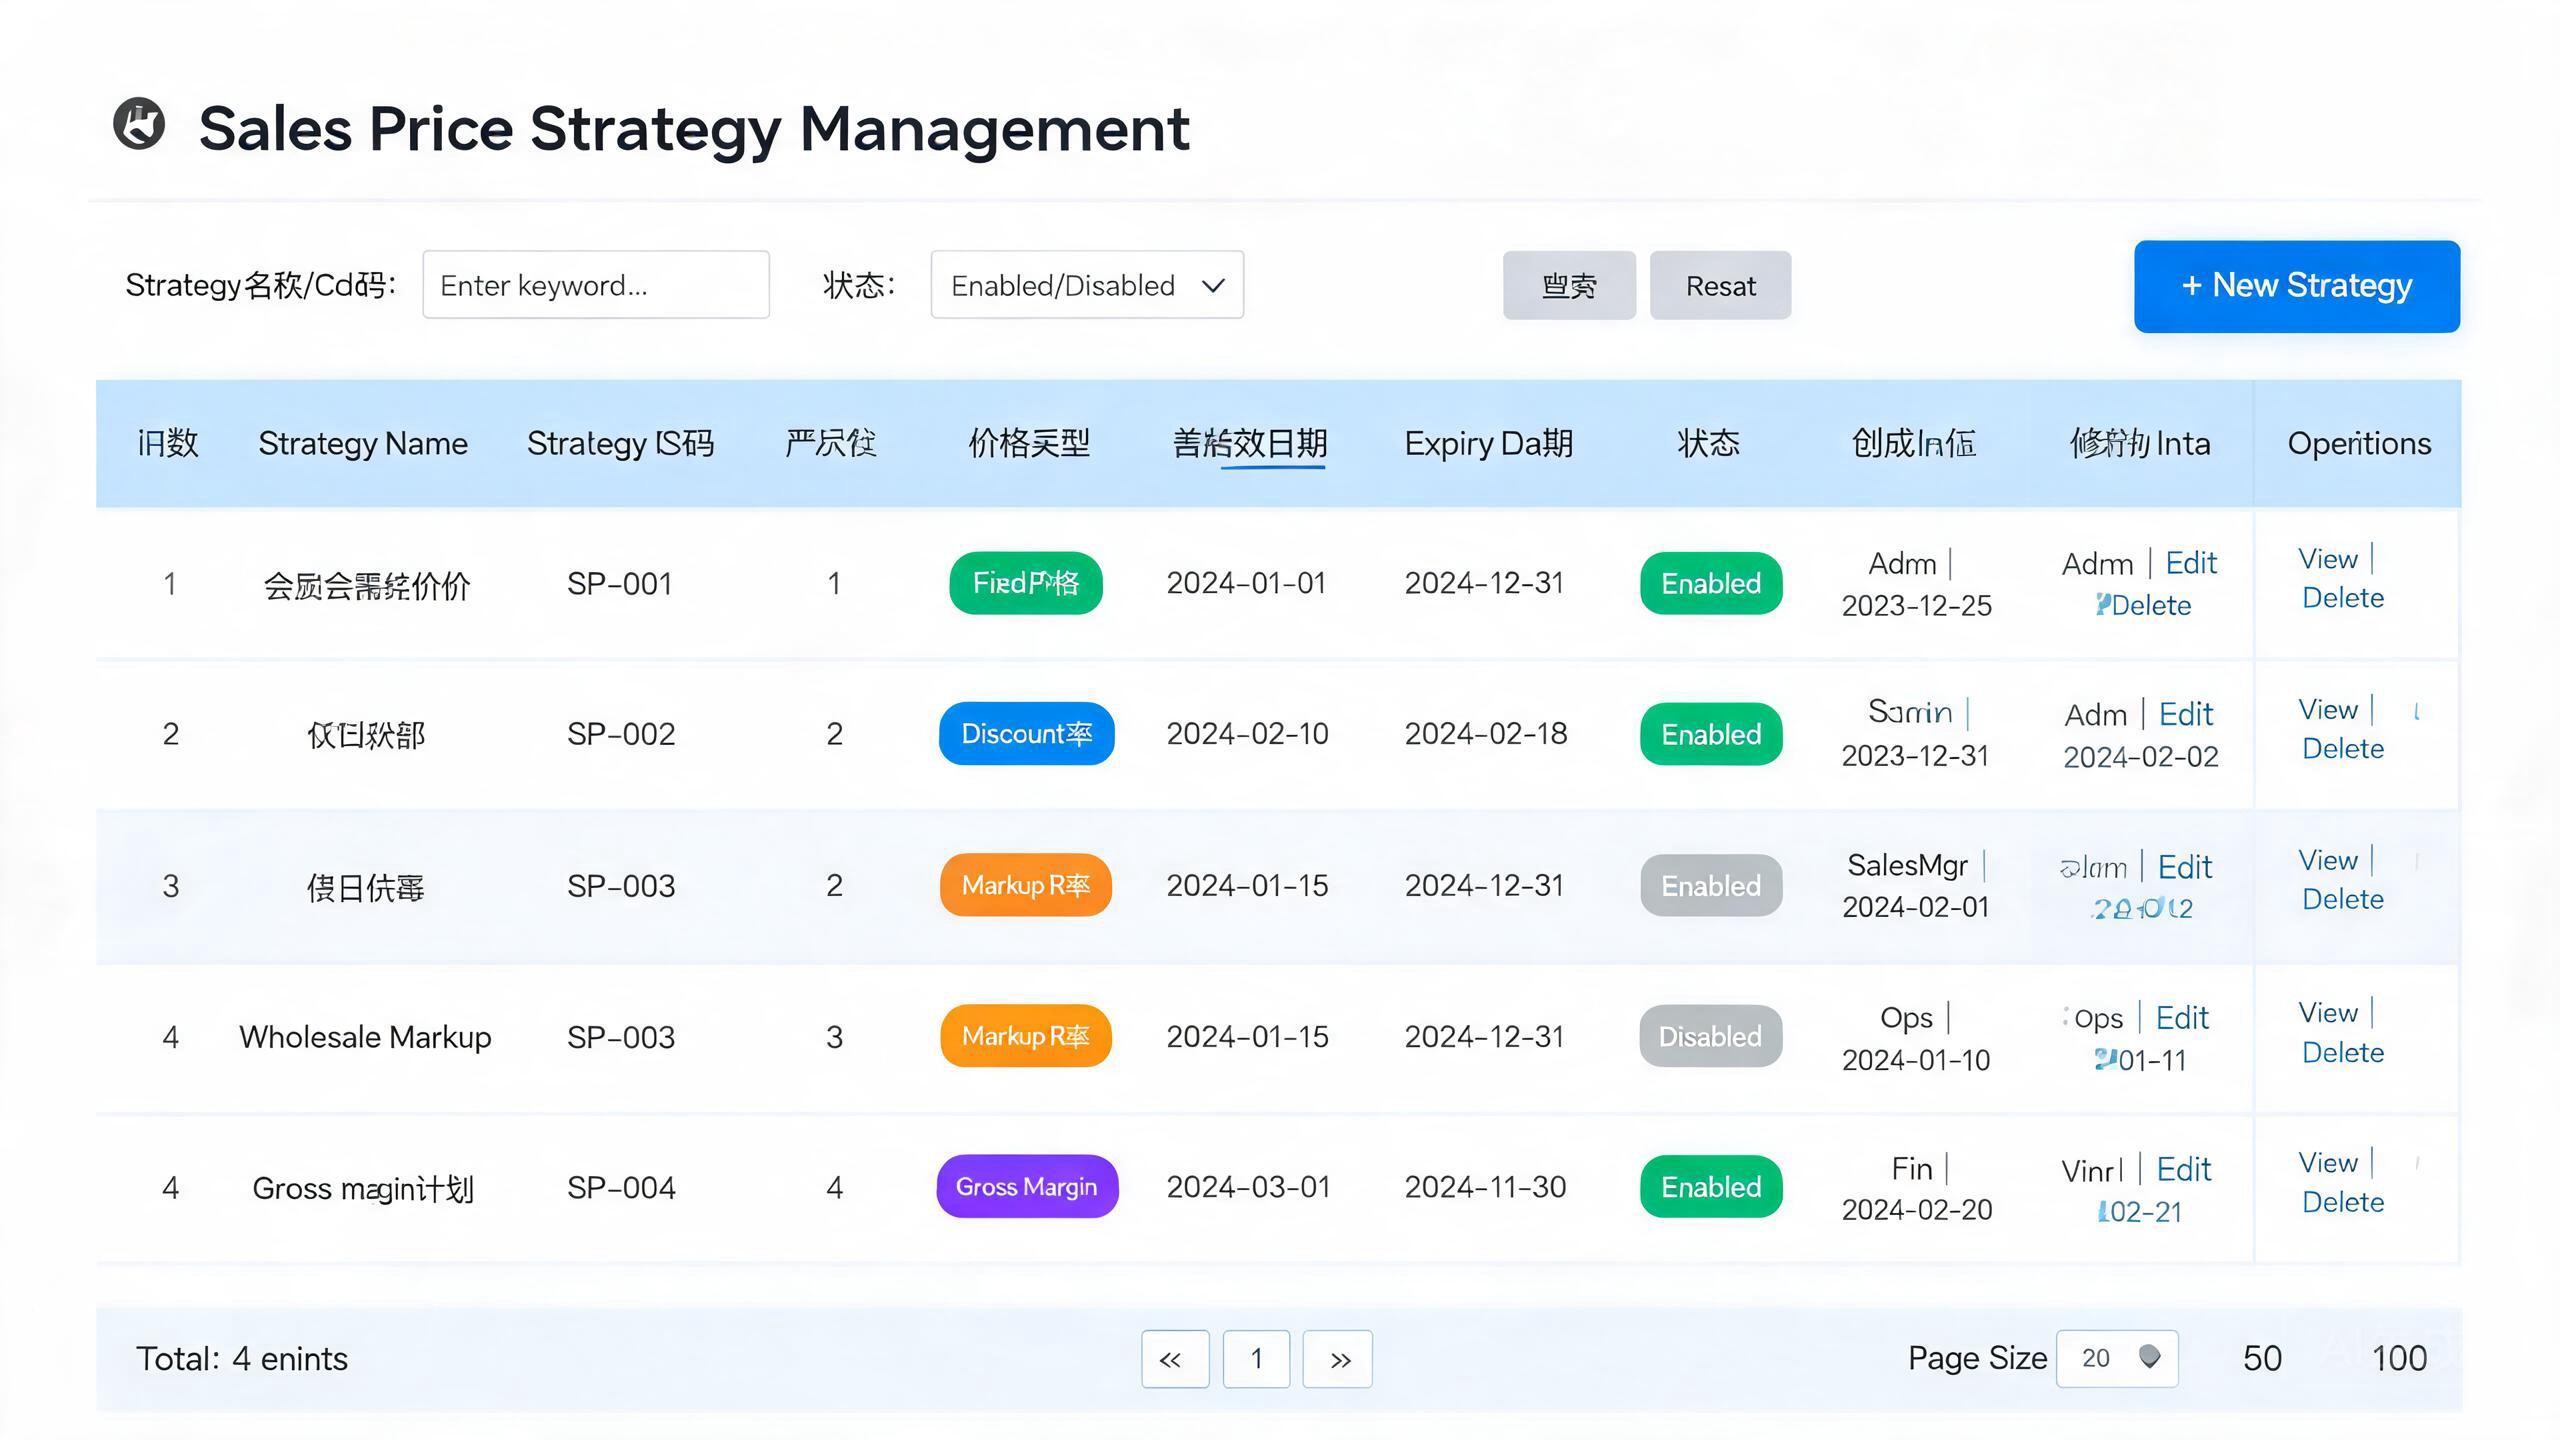 Sales Price Strategy Management
Strategy名称/Cd码: Enter keyword... 状态: Enabled/Disabled Resat + New Strategy
Strategy Name Strategy 码 价格类型 效日期 Expiry Da期 状态 Inta Operitions
1 SP-001 1 格 2024-01-01 2024-12-31 Enabled Adm | Adm | Edit View |
2023-12-25 Delete Delete
2 SP-002 2 Discount率 2024-02-10 2024-02-18 Enabled Adm | Edit View |
2023-12-31 2024-02-02 Delete
3 SP-003 2 Markup R率 2024-01-15 2024-12-31 Enabled SalesMgr | Edit View |
2024-02-01 Delete
4 Wholesale Markup SP-003 3 Markup R率 2024-01-15 2024-12-31 Disabled Ops | Ops | Edit View |
2024-01-10 01-11 Delete
4 Gross magin计划 SP-004 4 Gross Margin 2024-03-01 2024-11-30 Enabled Fin | Edit View |
2024-02-20 02-21 Delete
Total: 4 enints « 1 » Page Size 20 50 100